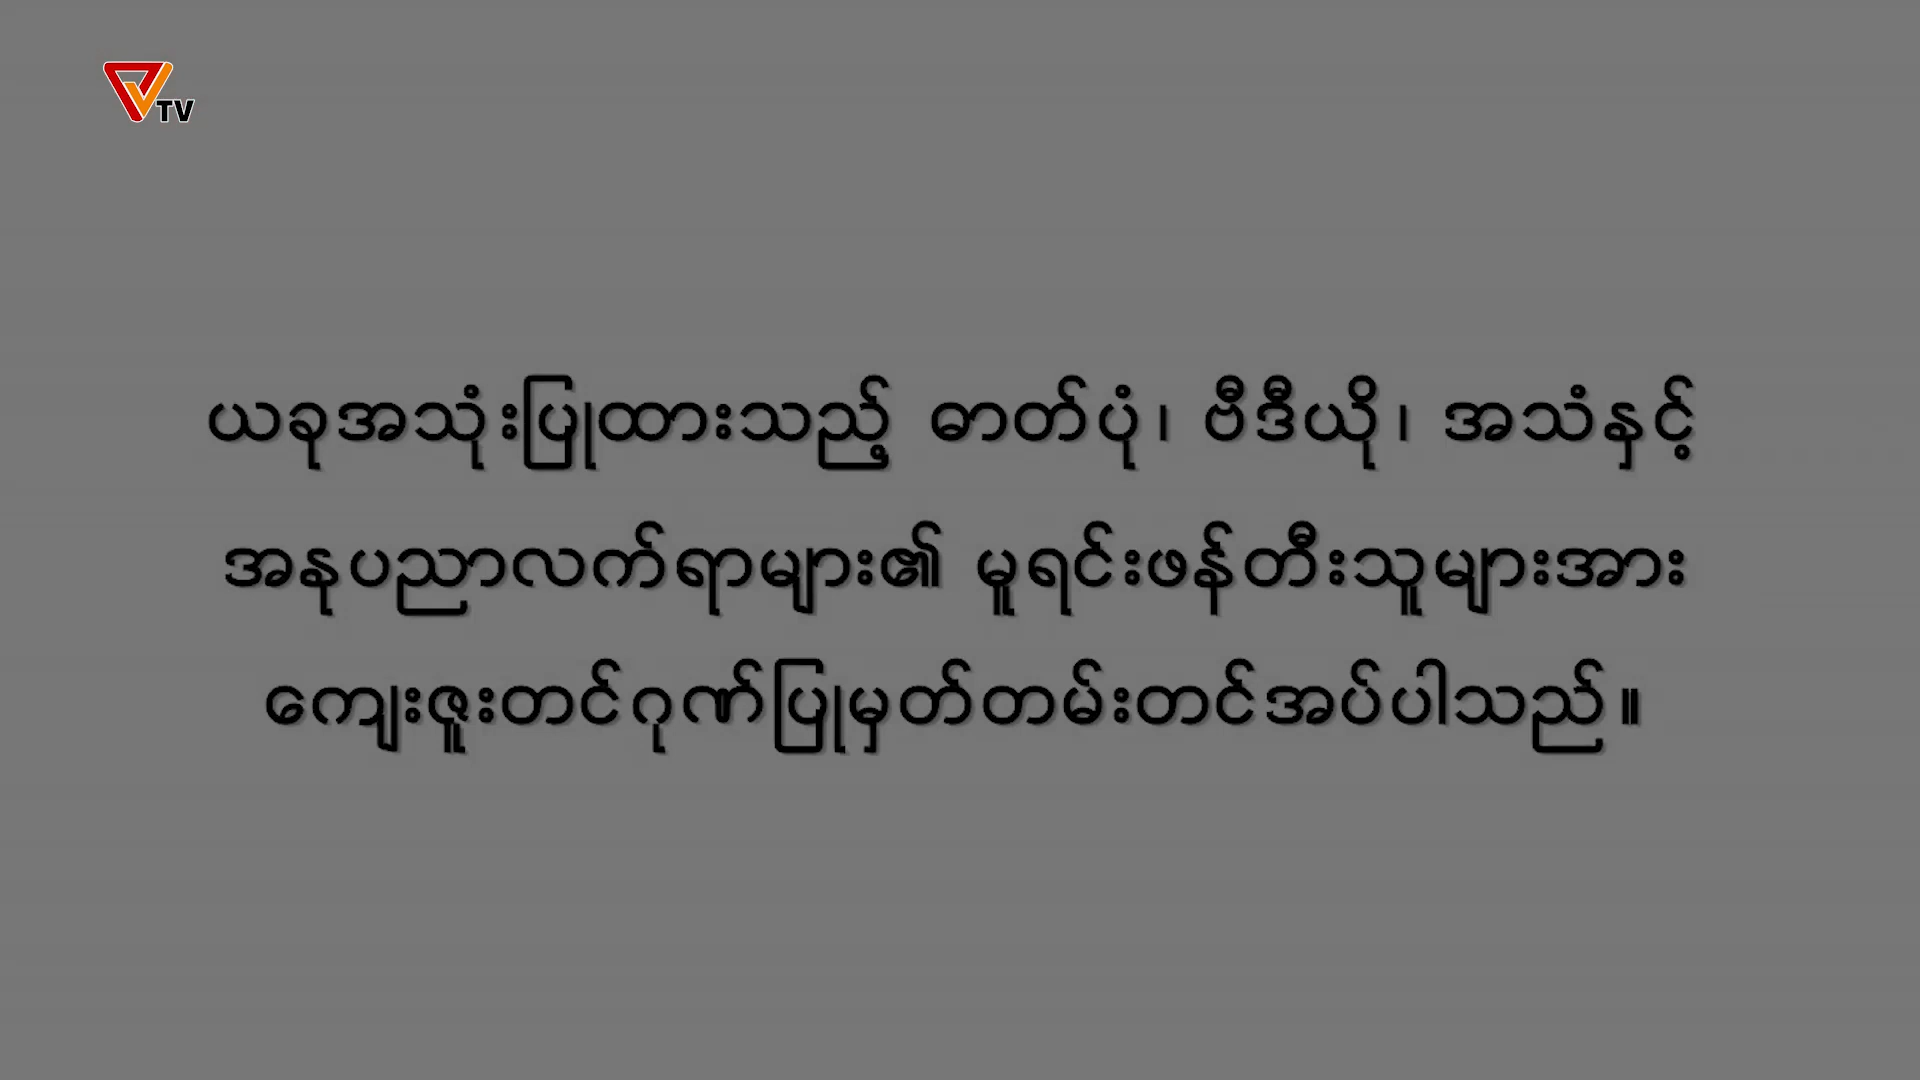 TV
ယခုအသုံးပြုထားသည့် ဓာတ်ပုံ၊ ဗီဒီယို၊ အသံနှင့်
အနုပညာလက်ရာများ၏ မူရင်းဖန်တီးသူများအား
ကျေးဇူးတင်ဂုဏ်ပြုမှတ်တမ်းတင်အပ်ပါသည်။